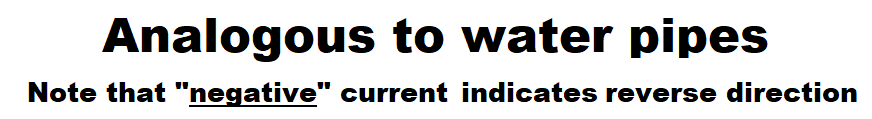 Analogous to water pipes
Note that "negative" current indicates reverse direction